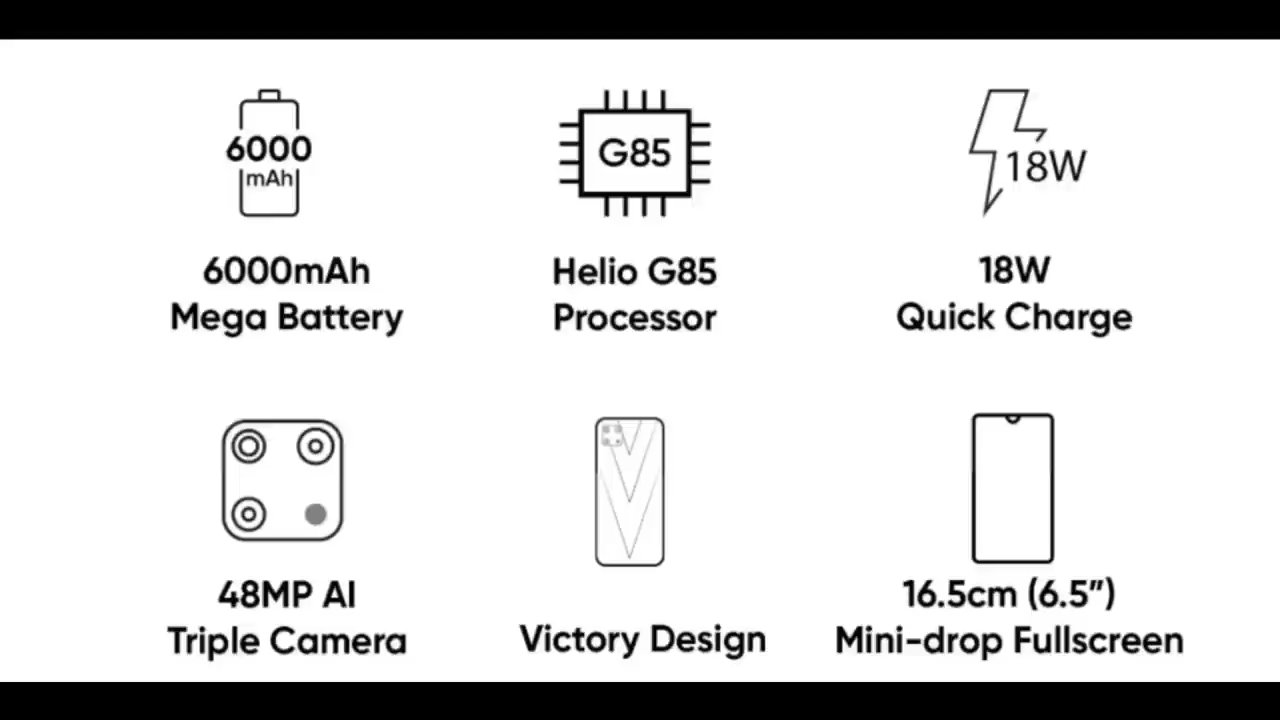 6000
mAh
G85
18W
6000mAh
Mega Battery
Helio G85
Processor
18W
Quick Charge
48MP AI
Triple Camera
Victory Design
16.5cm (6.5″)
Mini-drop Fullscreen